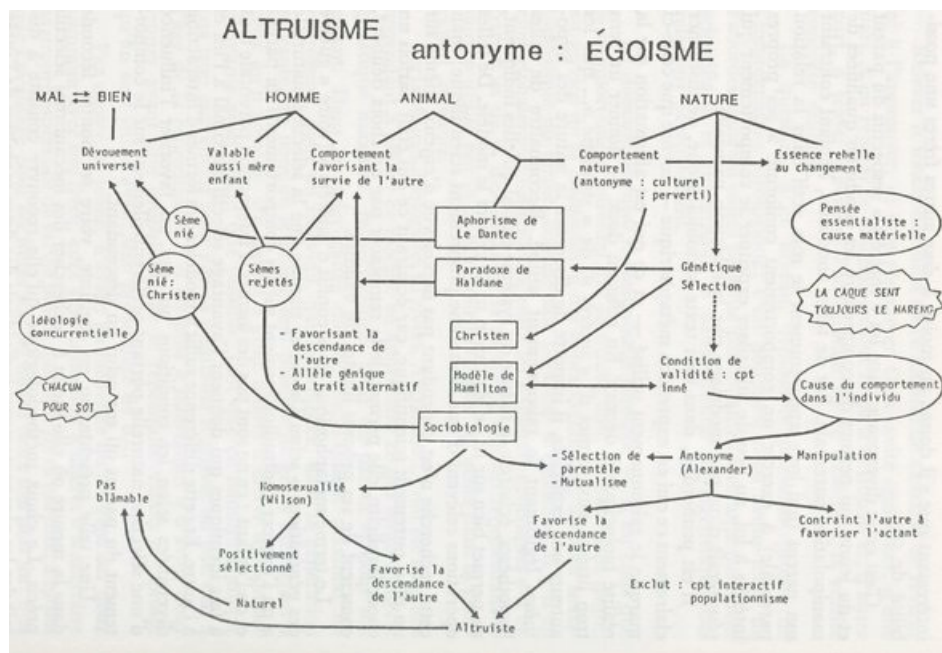 ALTRUISME
antonyme : ÉGOISME
MAL ⇄ BIEN
HOMME
ANIMAL
NATURE
Dévouement
universel
Valable
aussi mère
enfant
Comportement
favorisant la
survie de l'autre
Comportement
naturel
(antonyme : culturel
: perverti)
Essence rebelle
au changement
Sème
nié
Aphorisme de
Le Dantec
Pensée
essentialiste :
cause matérielle
Sème
nié:
Christen
Sèmes
rejetés
Paradoxe de
Haldane
Génétique
Sélection
LA CAQUE SENT
TOUJOURS LE HARENG
Idéologie
concurrentielle
- Favorisant la
descendance de
l'autre
- Allèle génique
du trait alternatif
Christen
Modèle de
Hamilton
Condition de
validité : cpt
inné
Cause du comportement
dans l'individu
CHACUN
POUR SOI
Sociobiologie
- Sélection de
parentèle
- Mutualisme
Antonyme
(Alexander)
Manipulation
Pas
blâmable
Homosexualité
(Wilson)
Favorise la
descendance
de l'autre
Contraint l'autre à
favoriser l'actant
Positivement
sélectionné
Favorise la
descendance
de l'autre
Exclut : cpt interactif
populationnisme
Naturel
Altruiste